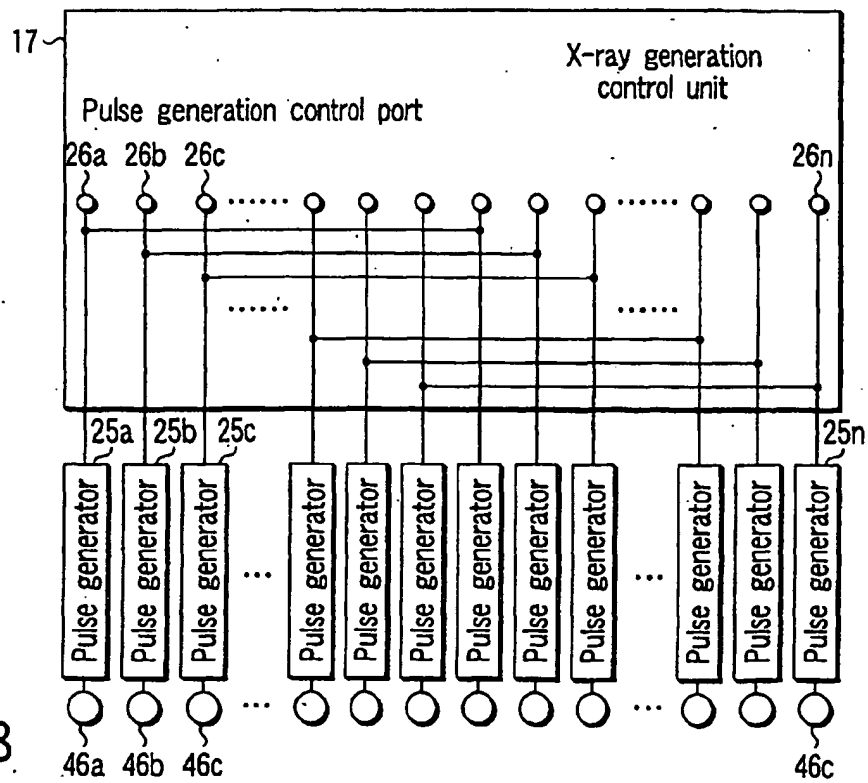 17
X-ray generation
control unit
Pulse generation control port
26a 26b 26c 26n
25a 25b 25c 25n
Pulse generator
Pulse generator
Pulse generator
Pulse generator
Pulse generator
Pulse generator
Pulse generator
Pulse generator
Pulse generator
Pulse generator
Pulse generator
Pulse generator
46a 46b 46c 46c